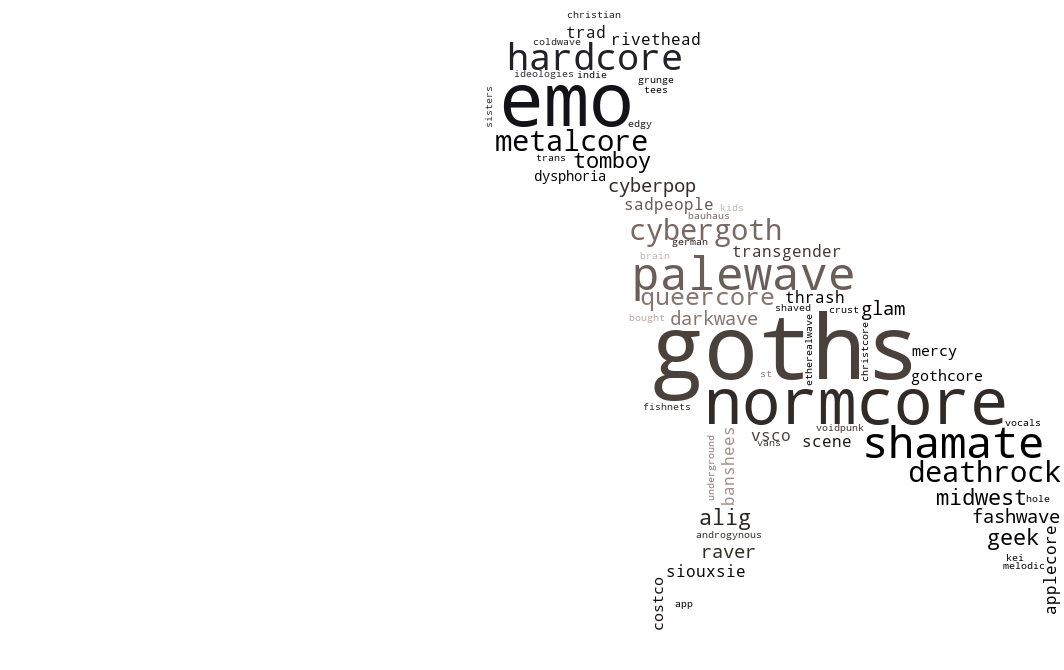 christian
trad
rivethead
coldwave
hardcore
ideologies
indie
grunge
tees
emo
sisters
edgy
metalcore
trans
tomboy
dysphoria
cyberpop
sadpeople
kids
bauhaus
cybergoth
german
transgender
brain
palewave
queercore
thrash
shaved
crust
glam
bought
darkwave
goths
etherealwave
christcore
mercy
st
gothcore
normcore
fishnets
vocals
voidpunk
vsco
vans
scene
shamate
underground
banshees
deathrock
midwest
hole
alig
fashwave
androgynous
geek
raver
kei
melodic
applecore
siouxsie
costco
app